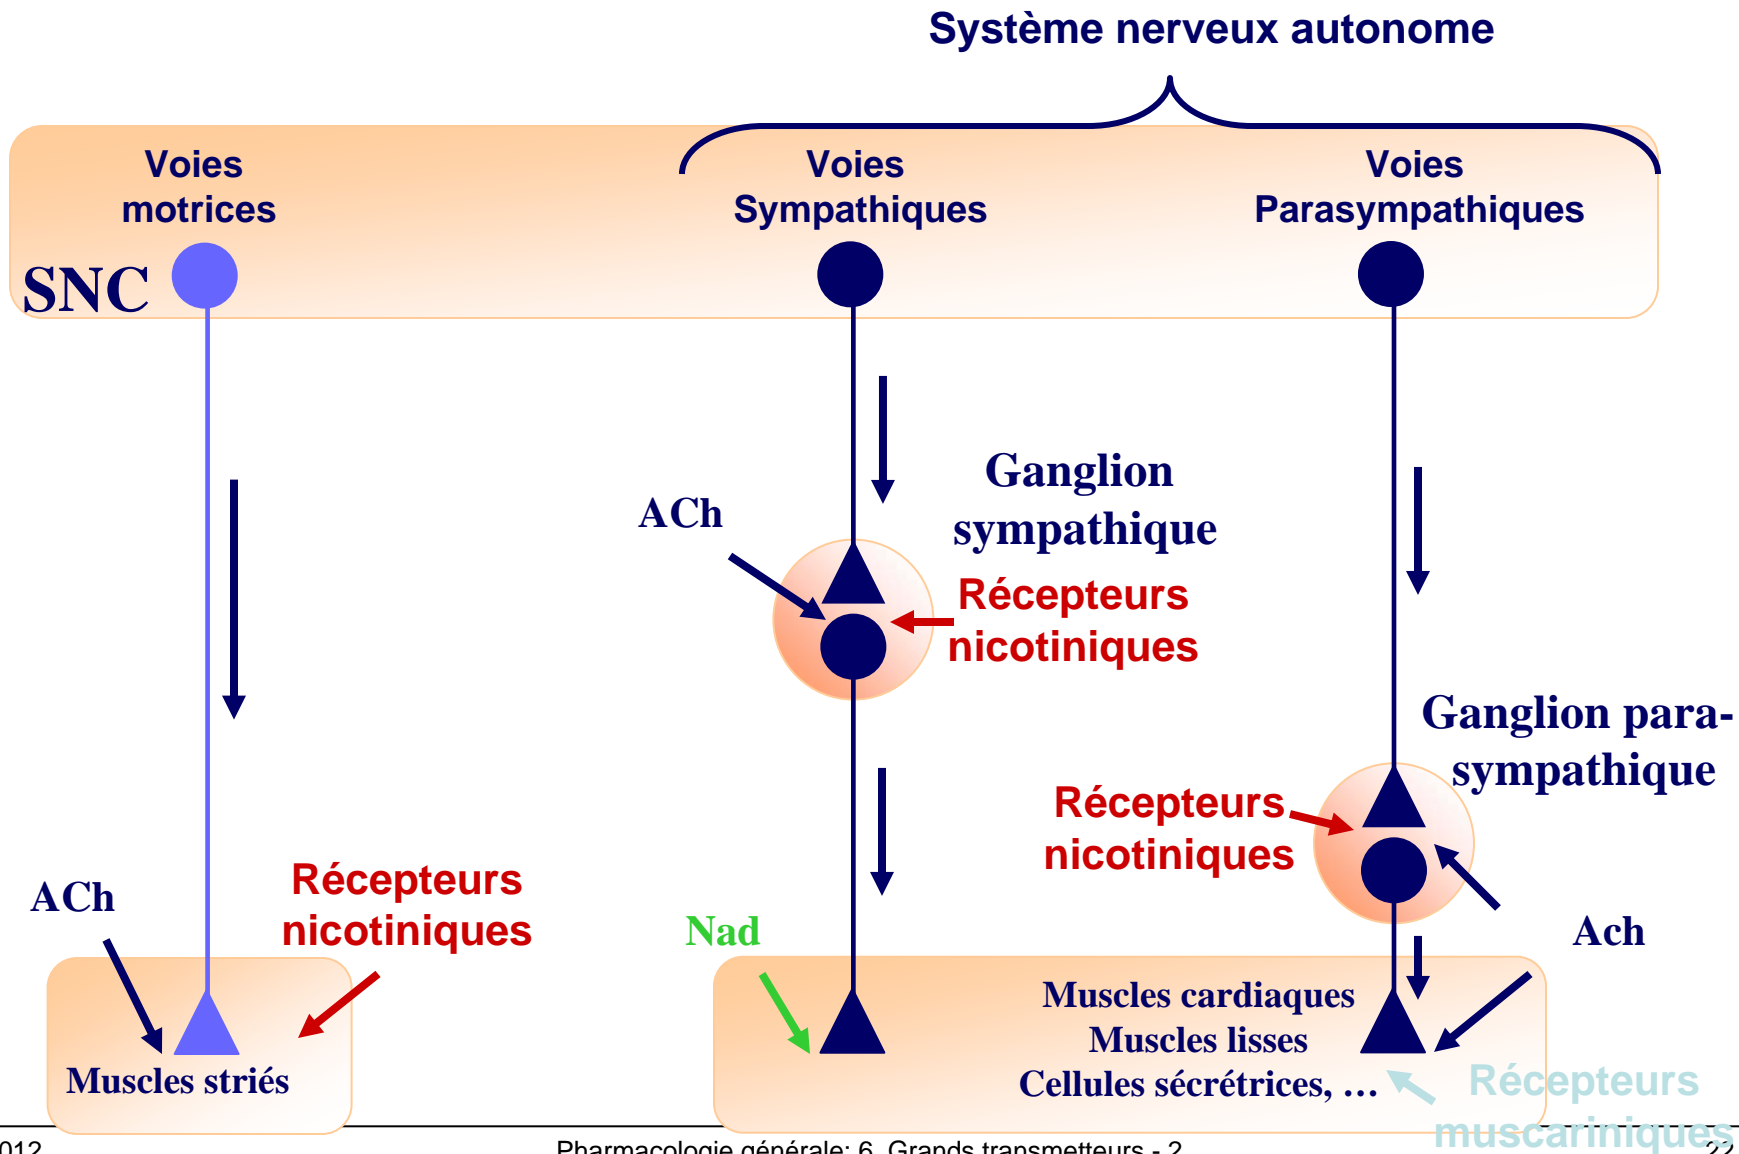 Système nerveux autonome
Voies
motrices
Voies
Sympathiques
Voies
Parasympathiques
SNC
Ganglion
sympathique
ACh
Récepteurs
nicotiniques
Ganglion para-
sympathique
Récepteurs
nicotiniques
ACh
Récepteurs
nicotiniques
Nad
Ach
Muscles striés
Muscles cardiaques
Muscles lisses
Cellules sécrétrices, …
Récepteurs
muscariniques
012
Pharmacologie générale: 6. Grands transmetteurs - 2
22